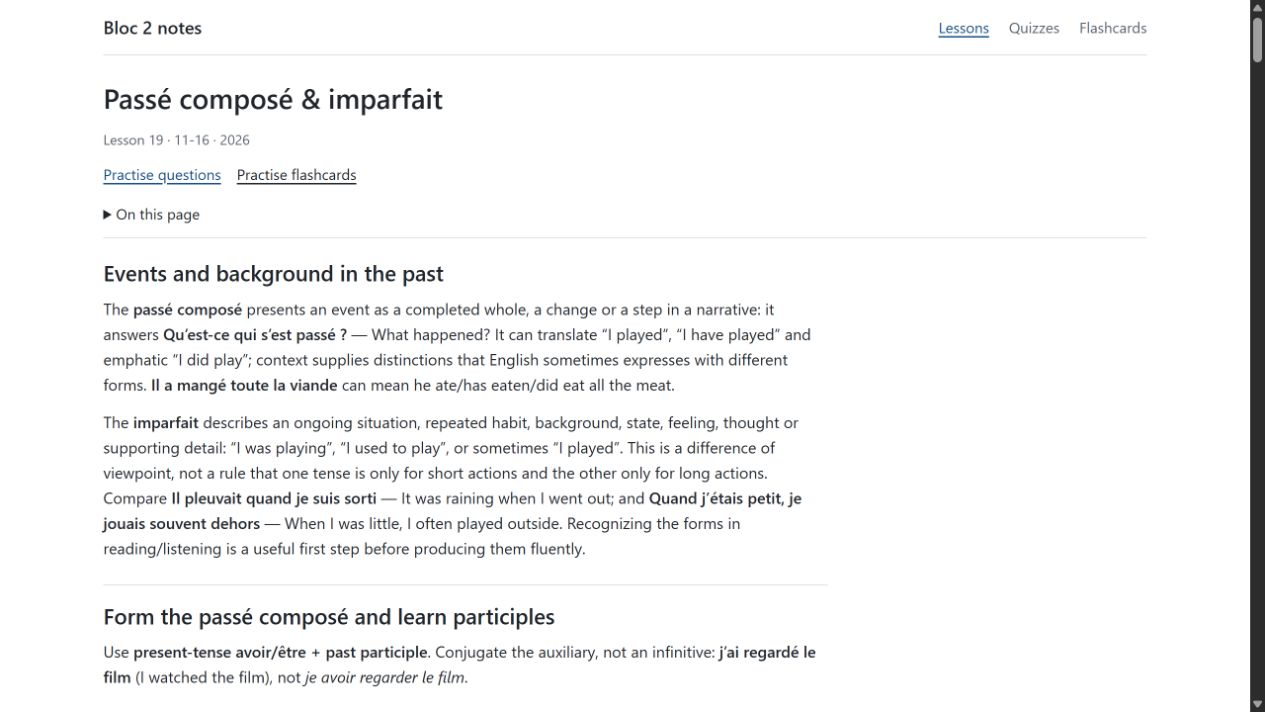 Bloc 2 notes
Lessons Quizzes Flashcards
Passé composé & imparfait
Lesson 19 · 11-16 · 2026
Practise questions Practise flashcards
On this page
Events and background in the past
The passé composé presents an event as a completed whole, a change or a step in a narrative: it
answers Qu’est-ce qui s’est passé ? — What happened? It can translate “I played”, “I have played” and
emphatic “I did play”; context supplies distinctions that English sometimes expresses with different
forms. Il a mangé toute la viande can mean he ate/has eaten/did eat all the meat.
The imparfait describes an ongoing situation, repeated habit, background, state, feeling, thought or
supporting detail: “I was playing”, “I used to play”, or sometimes “I played”. This is a difference of
viewpoint, not a rule that one tense is only for short actions and the other only for long actions.
Compare Il pleuvait quand je suis sorti — It was raining when I went out; and Quand j’étais petit, je
jouais souvent dehors — When I was little, I often played outside. Recognizing the forms in
reading/listening is a useful first step before producing them fluently.
Form the passé composé and learn participles
Use present-tense avoir/être + past participle. Conjugate the auxiliary, not an infinitive: j’ai regardé le
film (I watched the film), not je avoir regarder le film.